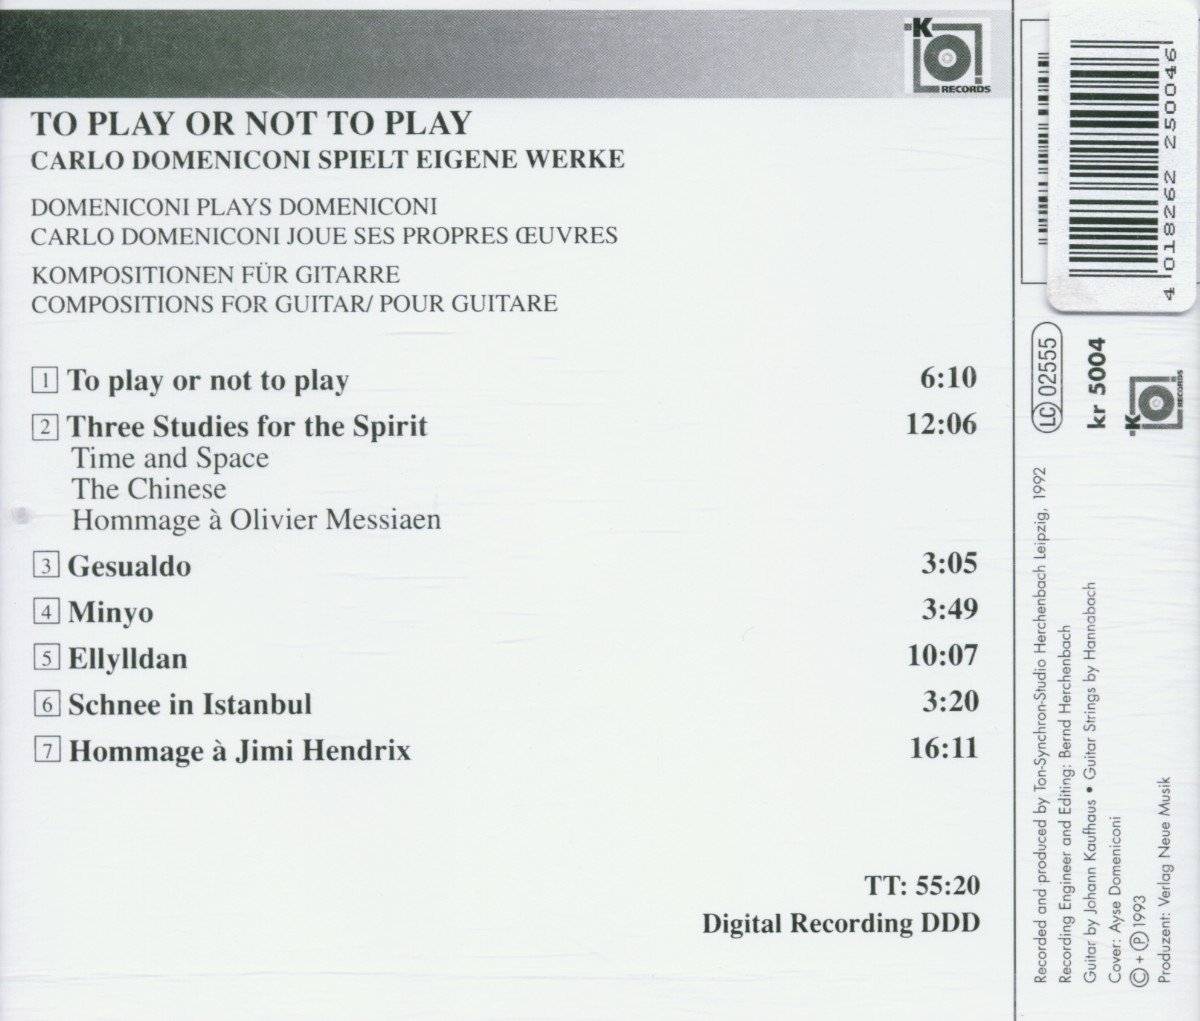 K
RECORDS
TO PLAY OR NOT TO PLAY
CARLO DOMENICONI SPIELT EIGENE WERKE
DOMENICONI PLAYS DOMENICONI
CARLO DOMENICONI JOUE SES PROPRES ŒUVRES
KOMPOSITIONEN FÜR GITARRE
COMPOSITIONS FOR GUITAR/ POUR GUITARE
1 To play or not to play 6:10
2 Three Studies for the Spirit 12:06
Time and Space
The Chinese
Hommage à Olivier Messiaen
3 Gesualdo 3:05
4 Minyo 3:49
5 Ellylldan 10:07
6 Schnee in Istanbul 3:20
7 Hommage à Jimi Hendrix 16:11
TT: 55:20
Digital Recording DDD
4 018262 250046
LC 02555
kr 5004
K
RECORDS
Recorded and produced by Ton-Synchron-Studio Herchenbach Leipzig, 1992
Recording Engineer and Editing: Bernd Herchenbach
Guitar by Johann Kaufhaus • Guitar Strings by Hannabach
Cover: Ayse Domeniconi
© + ℗ 1993
Produzent: Verlag Neue Musik